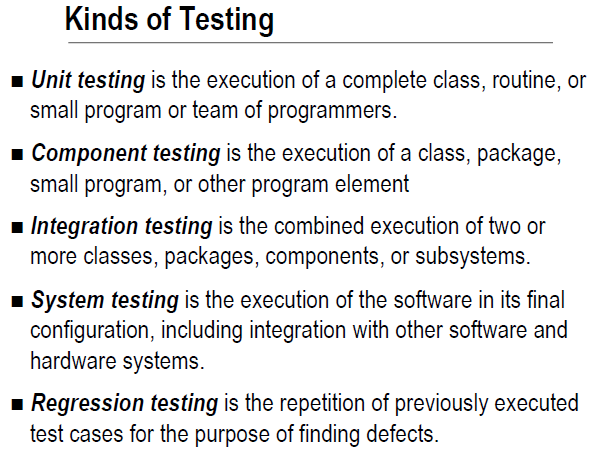 Kinds of Testing
■ Unit testing is the execution of a complete class, routine, or
small program or team of programmers.
■ Component testing is the execution of a class, package,
small program, or other program element
■ Integration testing is the combined execution of two or
more classes, packages, components, or subsystems.
■ System testing is the execution of the software in its final
configuration, including integration with other software and
hardware systems.
■ Regression testing is the repetition of previously executed
test cases for the purpose of finding defects.